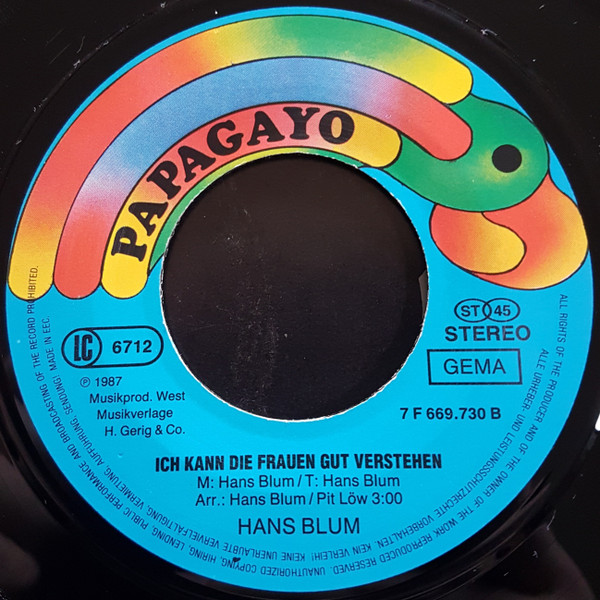 PAPAGAYO
ST 45
STEREO
GEMA
LC 6712
℗ 1987
Musikprod. West
Musikverlage
H. Gerig & Co.
7 F 669.730 B
ICH KANN DIE FRAUEN GUT VERSTEHEN
M: Hans Blum / T: Hans Blum
Arr.: Hans Blum / Pit Löw 3:00
HANS BLUM
ALL RIGHTS OF THE PRODUCER AND OF THE OWNER OF THE WORK REPRODUCED RESERVED. UNAUTHORIZED COPYING, HIRING, LENDING, PUBLIC PERFORMANCE AND BROADCASTING OF THE RECORD PROHIBITED.
ALLE URHEBER- UND LEISTUNGSSCHUTZRECHTE VORBEHALTEN. KEIN VERLEIH! KEINE UNERLAUBTE VERVIELFÄLTIGUNG, VERMIETUNG, AUFFÜHRUNG, SENDUNG. MADE IN EEC.